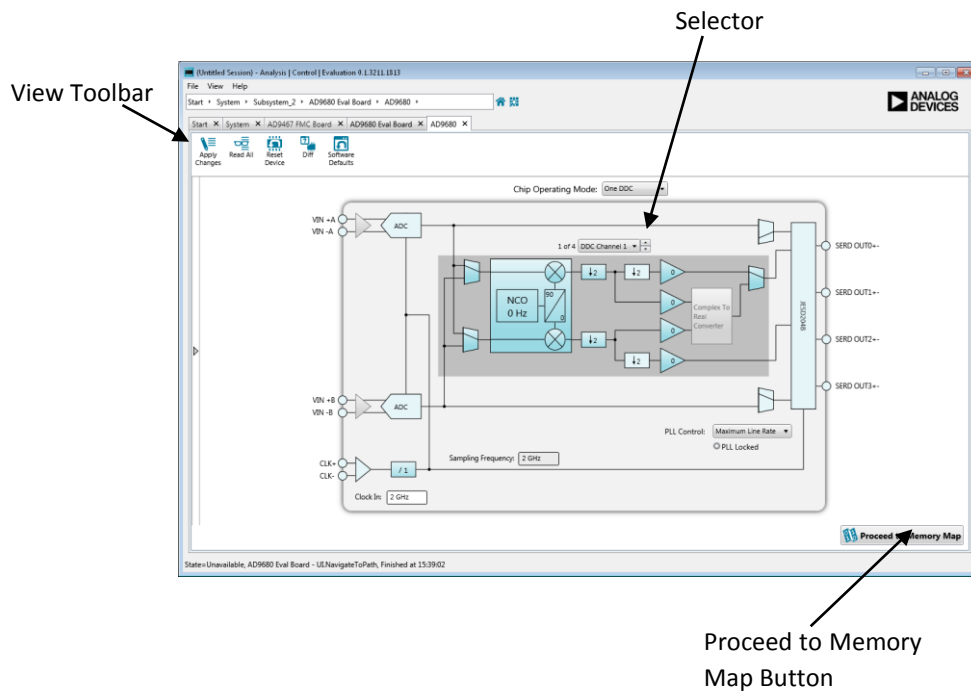 Selector
View Toolbar
(Untitled Session) - Analysis | Control | Evaluation 0.1.3211.1813
File View Help
Start System Subsystem_2 AD9680 Eval Board AD9680
ANALOG
DEVICES
Start System AD9467 FMC Board AD9680 Eval Board AD9680
Apply Changes
Read All
Reset Device
Diff
Software Defaults
Chip Operating Mode: One DDC
VIN +A
VIN -A
ADC
1 of 4 DDC Channel 1
SERD OUT0+-
↓2
↓2
0
90
NCO
0 Hz
0
0
Complex To
Real
Converter
SERD OUT1+-
JESD204B
0
↓2
SERD OUT2+-
↓2
0
SERD OUT3+-
VIN +B
VIN -B
ADC
PLL Control: Maximum Line Rate
PLL Locked
CLK+
CLK-
/ 1
Sampling Frequency: 2 GHz
Clock In: 2 GHz
Proceed to Memory Map
State=Unavailable, AD9680 Eval Board - UI.NavigateToPath, Finished at 15:39:02
Proceed to Memory
Map Button